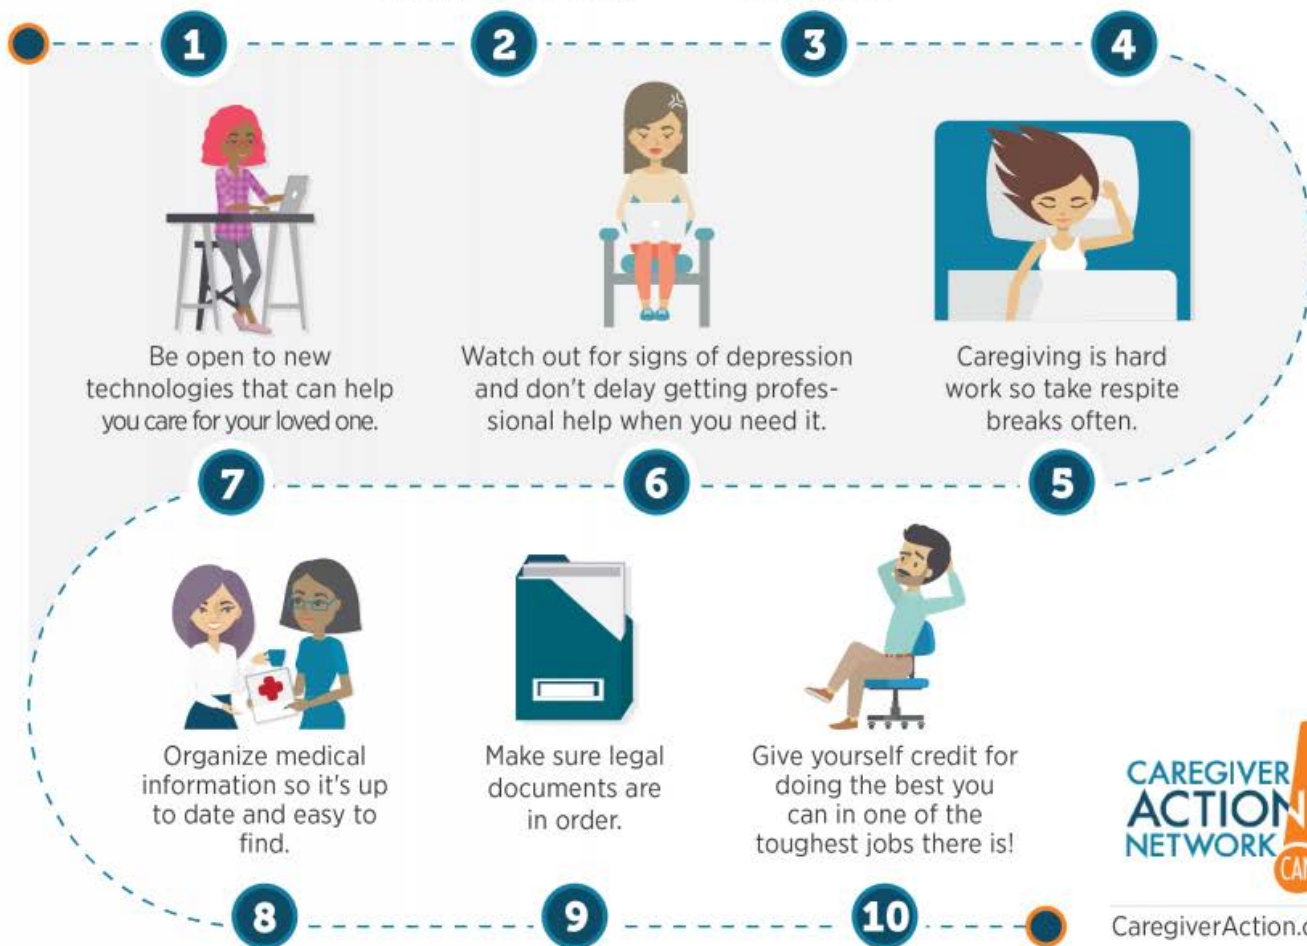 1
2
3
4
Be open to new
technologies that can help
you care for your loved one.
Watch out for signs of depression
and don't delay getting profes-
sional help when you need it.
Caregiving is hard
work so take respite
breaks often.
7
6
5
Organize medical
information so it's up
to date and easy to
find.
Make sure legal
documents are
in order.
Give yourself credit for
doing the best you
can in one of the
toughest jobs there is!
CAREGIVER
ACTION
NETWORK
CAN
8
9
10
CaregiverAction.o